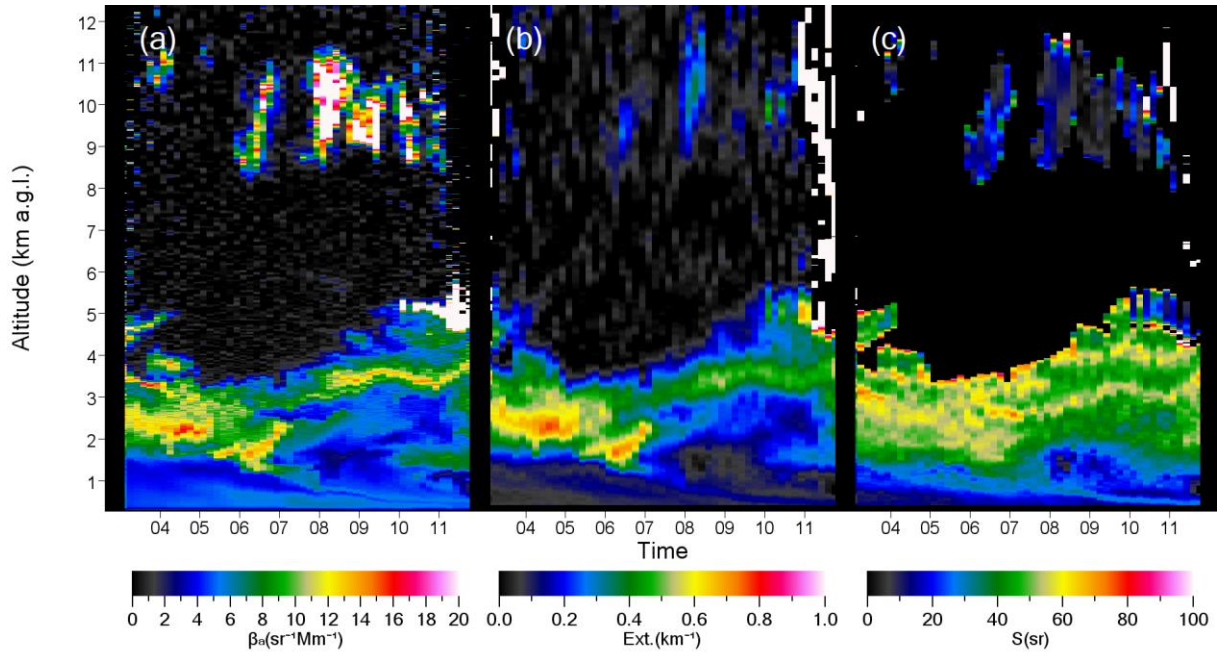 (a) (b) (c)
Altitude (km a.g.l.)
12
11
10
9
8
7
6
5
4
3
2
1
04 05 06 07 08 09 10 11 04 05 06 07 08 09 10 11 04 05 06 07 08 09 10 11
Time
0 2 4 6 8 10 12 14 16 18 20 0.0 0.2 0.4 0.6 0.8 1.0 0 20 40 60 80 100
βa(sr⁻¹Mm⁻¹) Ext.(km⁻¹) S(sr)